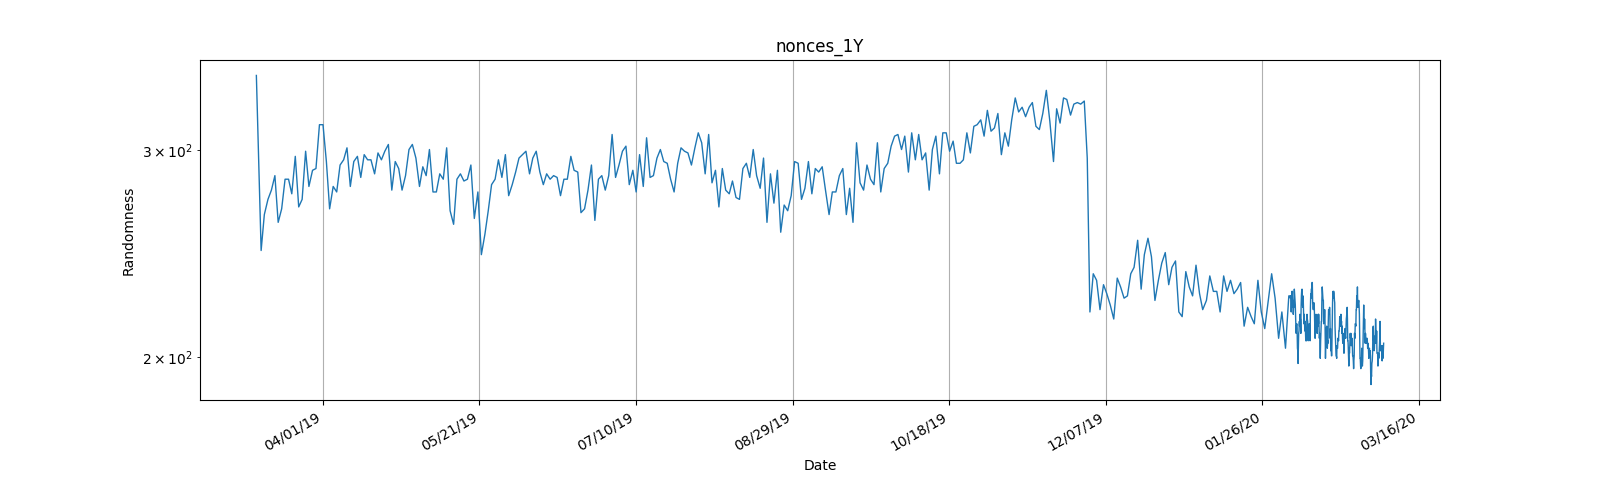 nonces_1Y
Randomness
3 × 10²
2 × 10²
04/01/19
05/21/19
07/10/19
08/29/19
10/18/19
12/07/19
01/26/20
03/16/20
Date